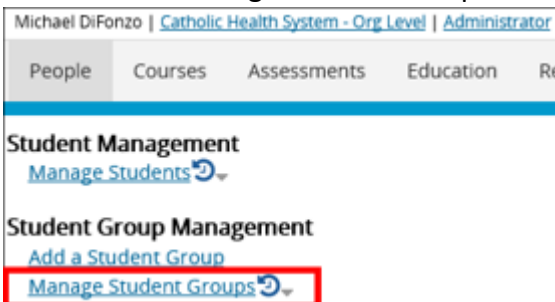 Michael DiFonzo | Catholic Health System - Org Level | Administrator
People Courses Assessments Education
Student Management
Manage Students
Student Group Management
Add a Student Group
Manage Student Groups